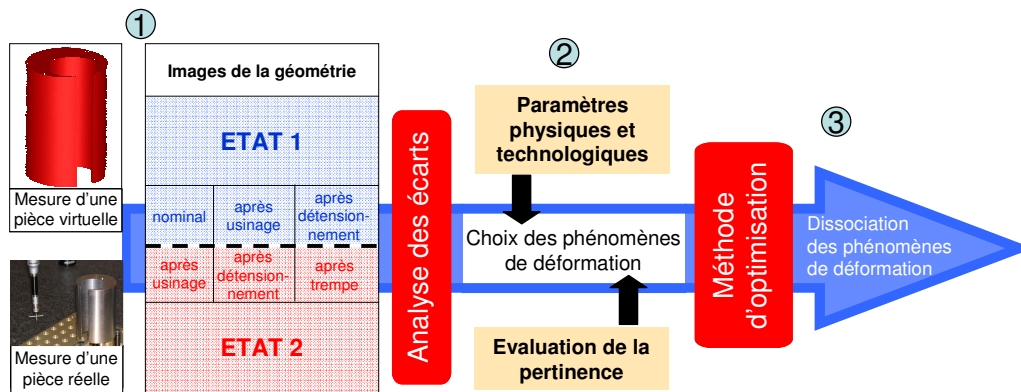 1
Mesure d'une
pièce virtuelle
Mesure d'une
pièce réelle
Images de la géométrie
ETAT 1
nominal
après
usinage
après
détension-
nement
après
usinage
après
détension-
nement
après
trempe
ETAT 2
Analyse des écarts
2
Paramètres
physiques et
technologiques
Choix des phénomènes
de déformation
Evaluation de la
pertinence
Méthode
d'optimisation
3
Dissociation
des phénomènes
de déformation